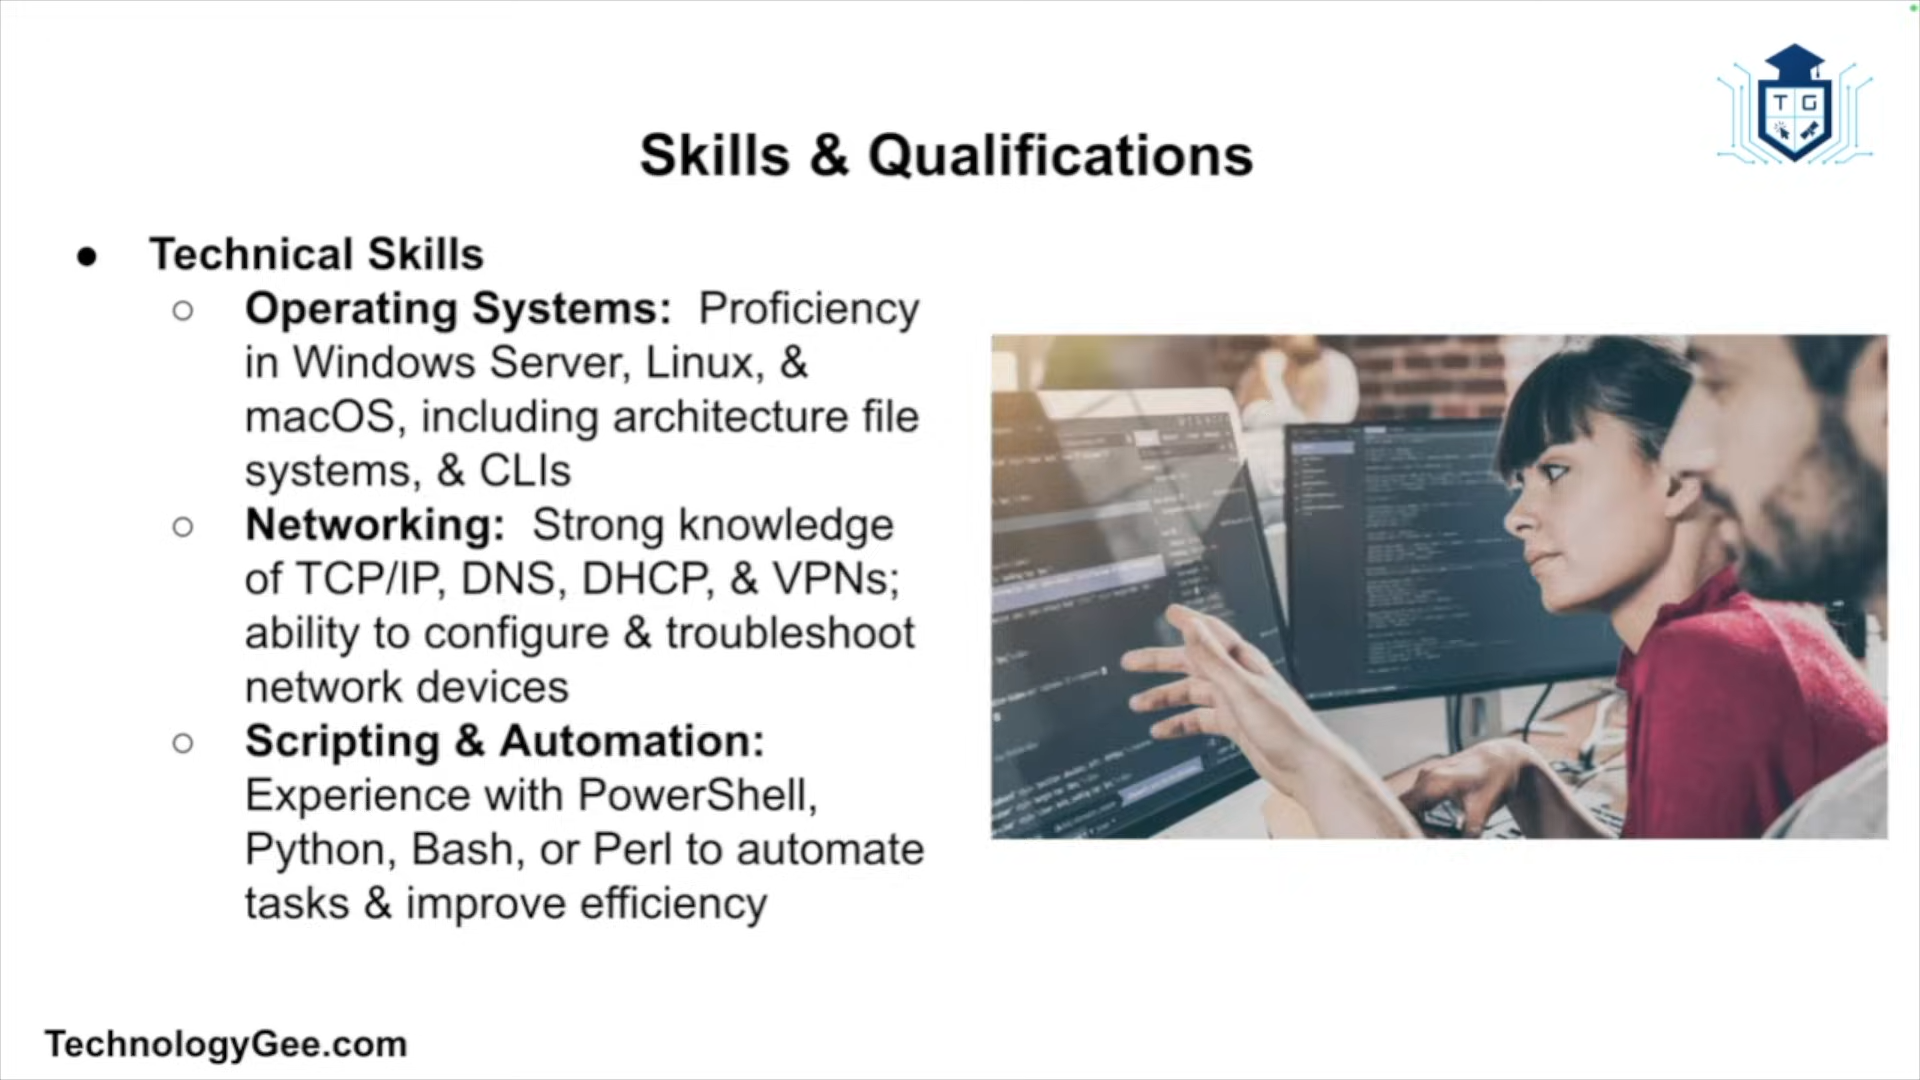 T G
Skills & Qualifications
● Technical Skills
○ Operating Systems: Proficiency
in Windows Server, Linux, &
macOS, including architecture file
systems, & CLIs
○ Networking: Strong knowledge
of TCP/IP, DNS, DHCP, & VPNs;
ability to configure & troubleshoot
network devices
○ Scripting & Automation:
Experience with PowerShell,
Python, Bash, or Perl to automate
tasks & improve efficiency
TechnologyGee.com